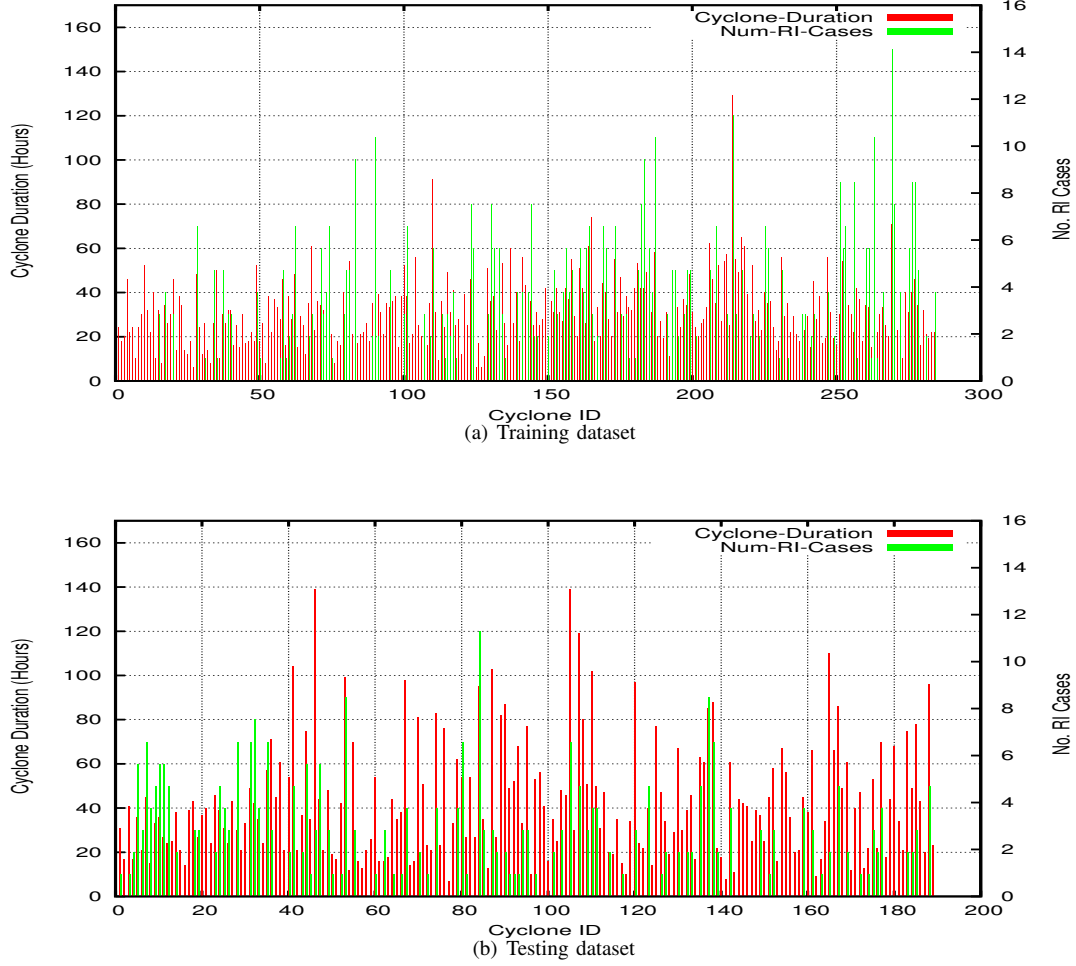 Cyclone-Duration
Num-RI-Cases
Cyclone Duration (Hours)
160
140
120
100
80
60
40
20
0
16
14
12
10
8
6
4
2
0
No. RI Cases
0 50 100 150 200 250 300
Cyclone ID
(a) Training dataset
Cyclone-Duration
Num-RI-Cases
Cyclone Duration (Hours)
160
140
120
100
80
60
40
20
0
16
14
12
10
8
6
4
2
0
No. RI Cases
0 20 40 60 80 100 120 140 160 180 200
Cyclone ID
(b) Testing dataset